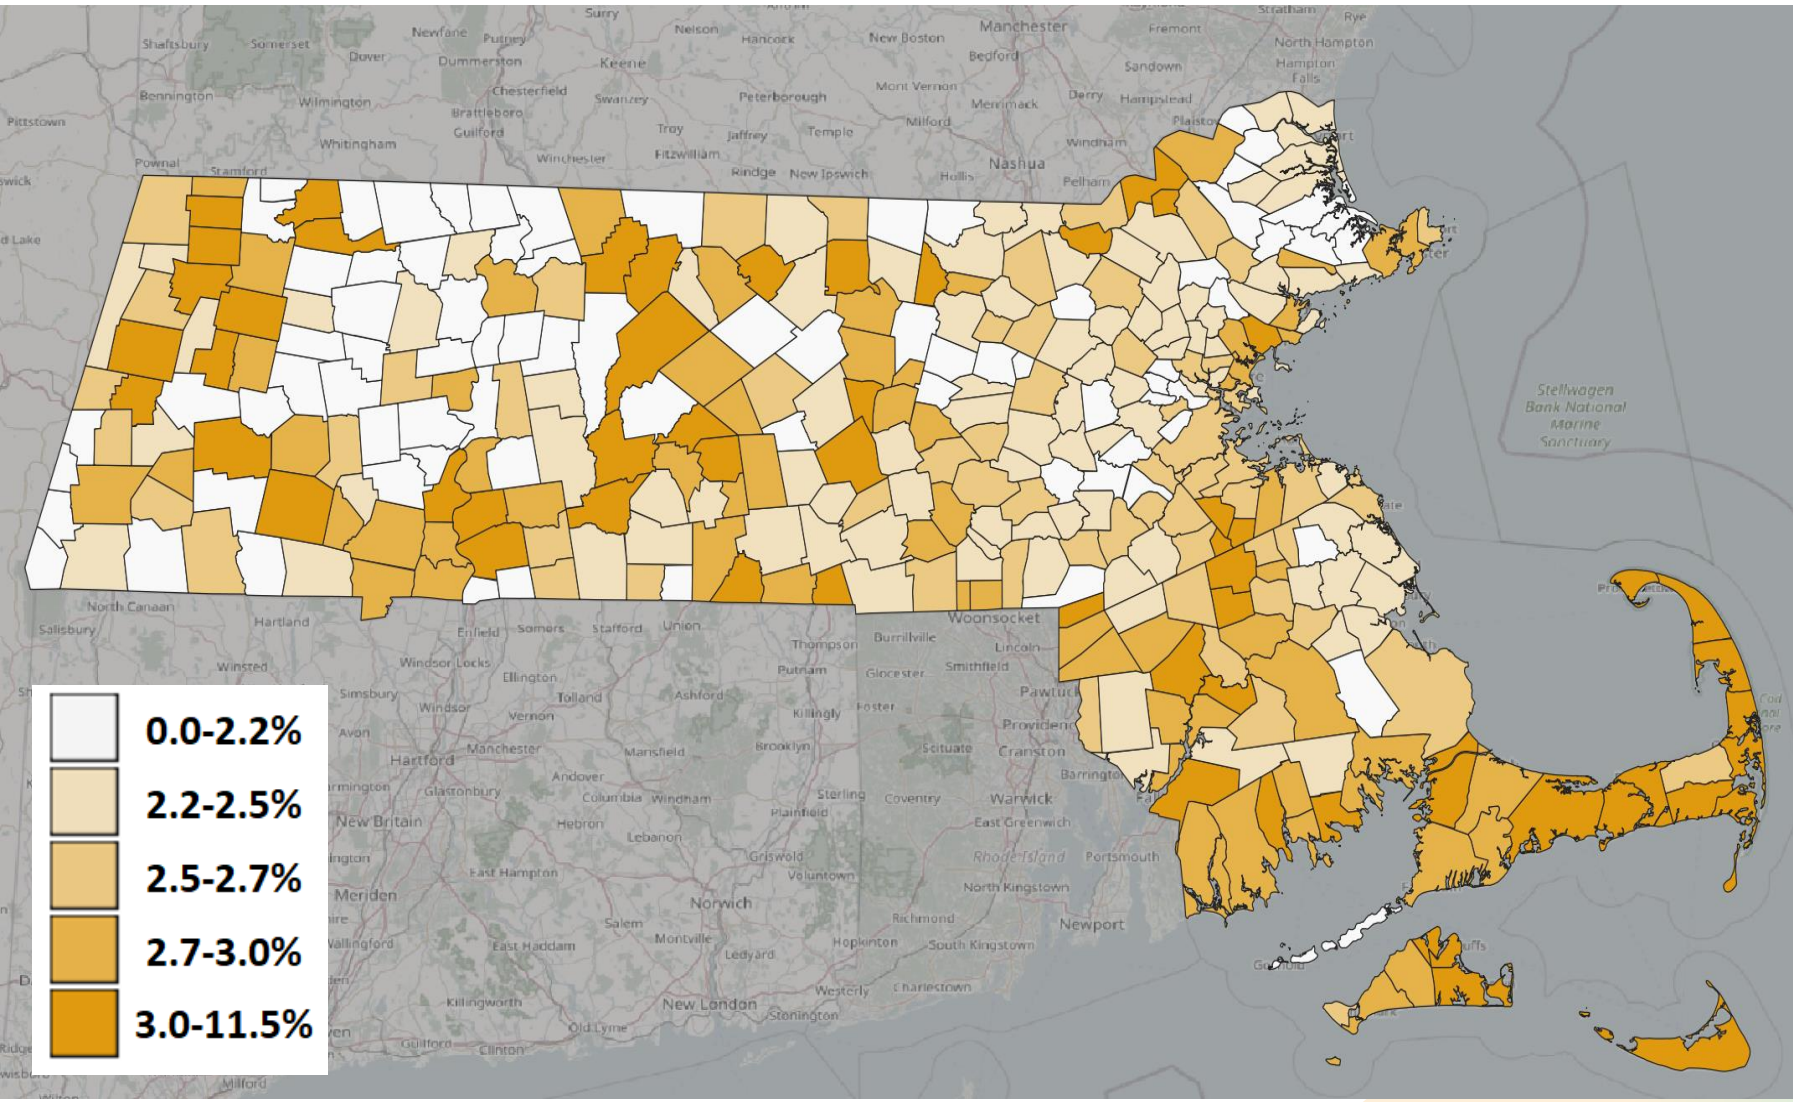 Surry
Nelson
Stratham
Rye
Shaftsbury
Somerset
Newfane
Putney
Hancock
New Boston
Manchester
Fremont
North Hampton
Dover
Dummerston
Keene
Bedford
Sandown
Hampton
Falls
Bennington
Wilmington
Chesterfield
Brattleboro
Swanzey
Peterborough
Mont Vernon
Merrimack
Derry
Hampstead
Pittstown
Guilford
Troy
Jaffrey
Temple
Milford
Windham
Whitingham
Winchester
Fitzwilliam
Pownal
Stamford
Rindge
New Ipswich
Hollis
Nashua
Pelham
Stellwagen
Bank National
Marine
Sanctuary
North Canaan
Salisbury
Hartland
Enfield
Somers
Stafford
Union
Woonsocket
Winsted
Windsor Locks
Thompson
Burrillville
Lincoln
Simsbury
Ellington
Tolland
Ashford
Putnam
Glocester
Smithfield
Windsor
Vernon
Killingly
Foster
Avon
Manchester
Mansfield
Brooklyn
Scituate
Cranston
Hartford
Andover
Glastonbury
Columbia
Windham
Sterling
Coventry
Warwick
New Britain
Hebron
Lebanon
Plainfield
East Greenwich
Griswold
Rhode Island
Portsmouth
East Hampton
Voluntown
Meriden
Norwich
North Kingstown
Salem
Montville
Richmond
Newport
East Haddam
Ledyard
Hopkinton
South Kingstown
Killingworth
New London
Westerly
Charlestown
Stonington
Old Lyme
Guilford
Clinton
Milford
0.0-2.2%
2.2-2.5%
2.5-2.7%
2.7-3.0%
3.0-11.5%